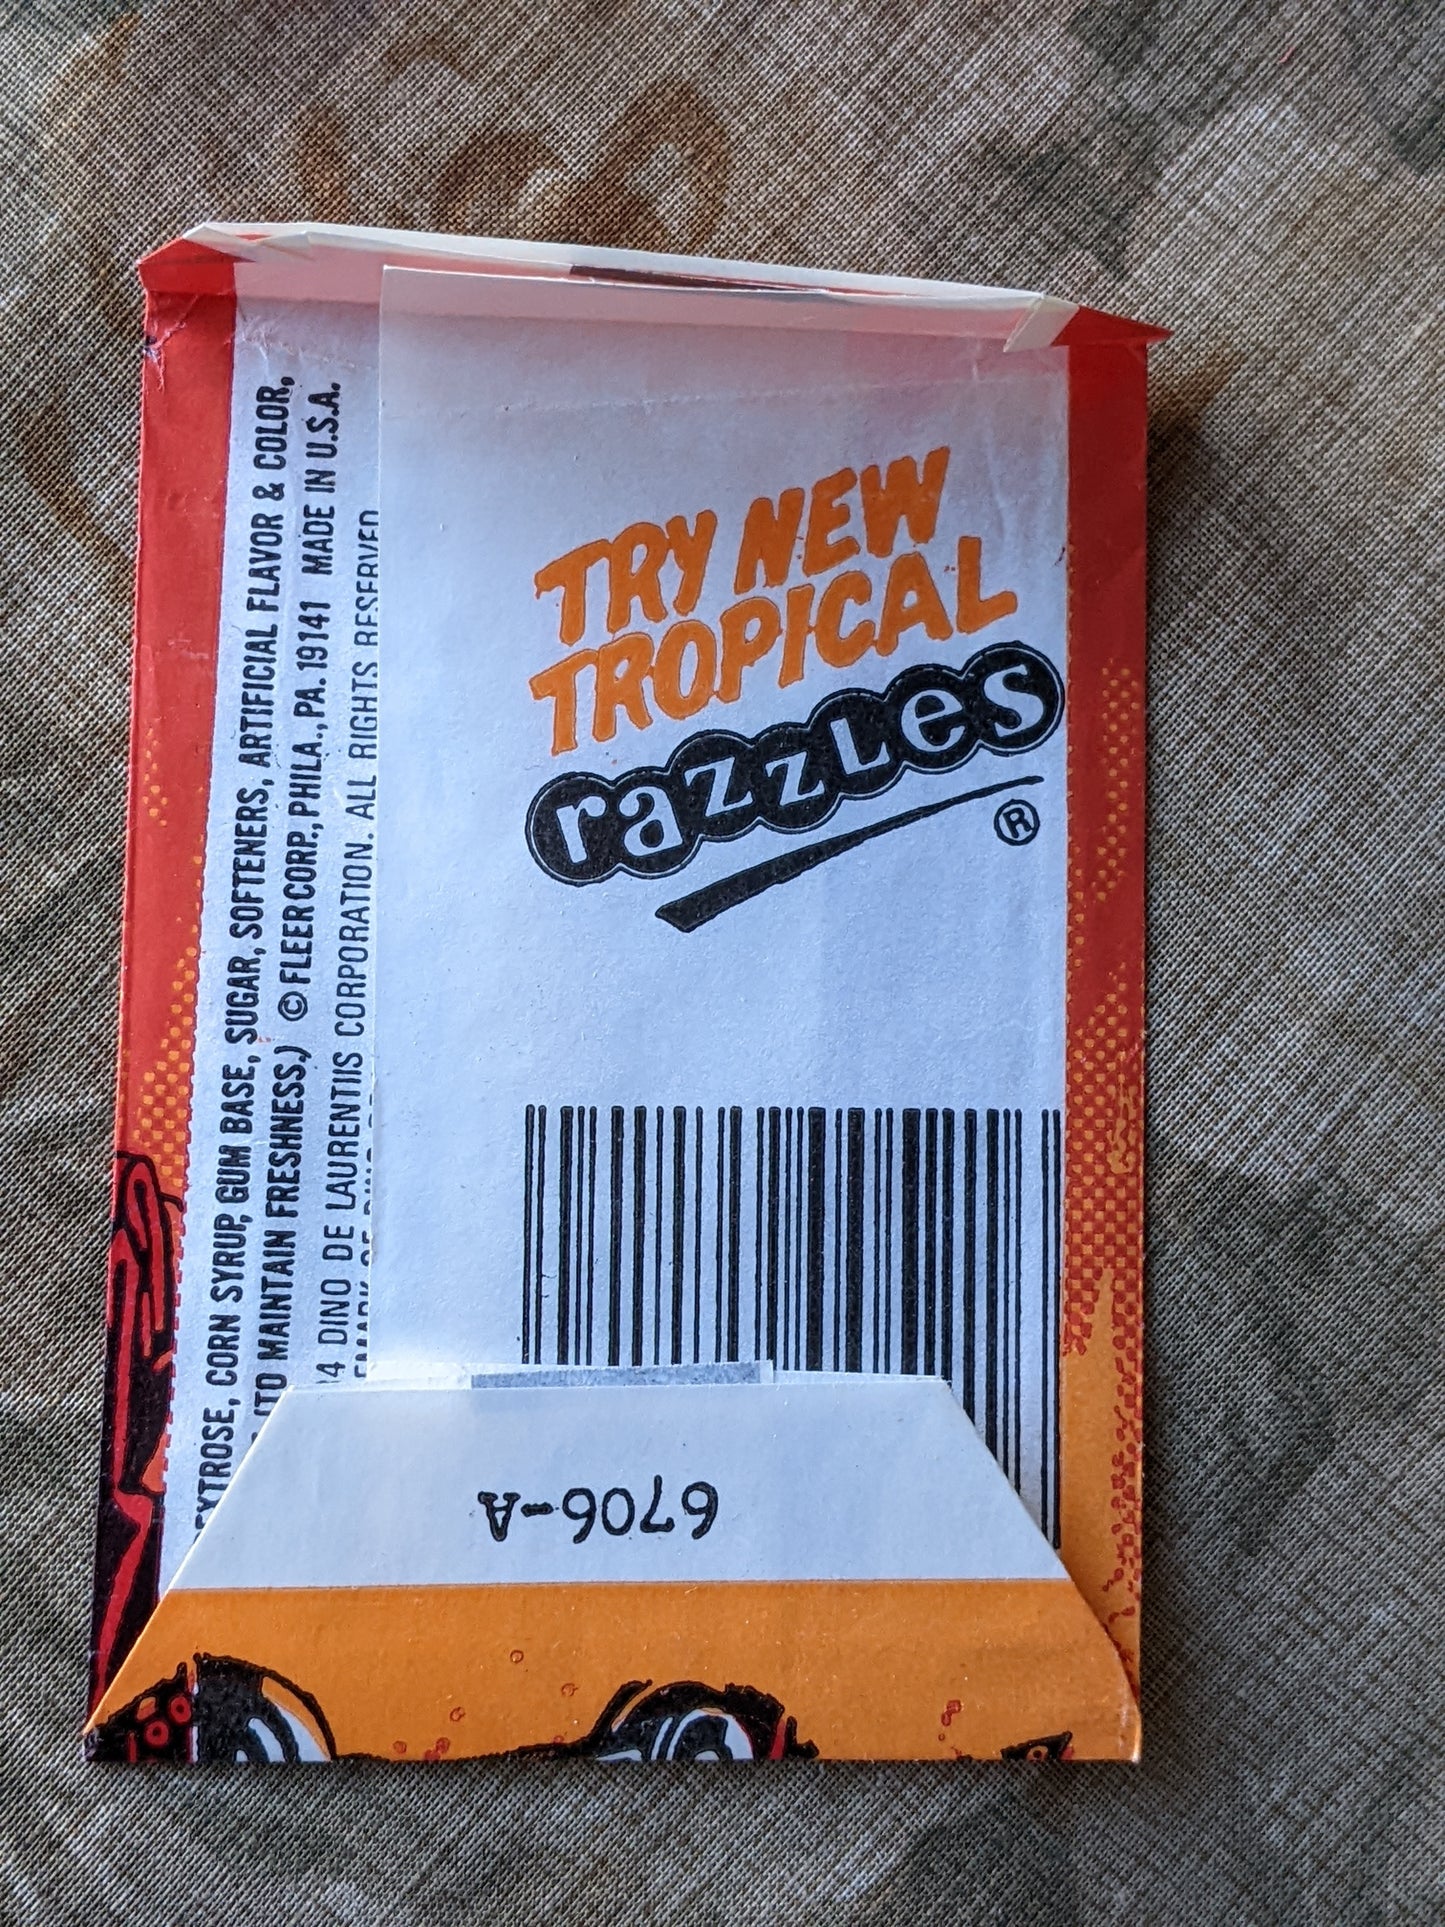 TRY NEW
TROPICAL
razzles
®
CORN SYRUP, GUM BASE, SUGAR, SOFTENERS, ARTIFICIAL FLAVOR & COLOR,
TO MAINTAIN FRESHNESS.) © FLEER CORP., PHILA., PA. 19141 MADE IN U.S.A.
4 DINO DE LAURENTIIS CORPORATION. ALL RIGHTS RESERVED
6706-A